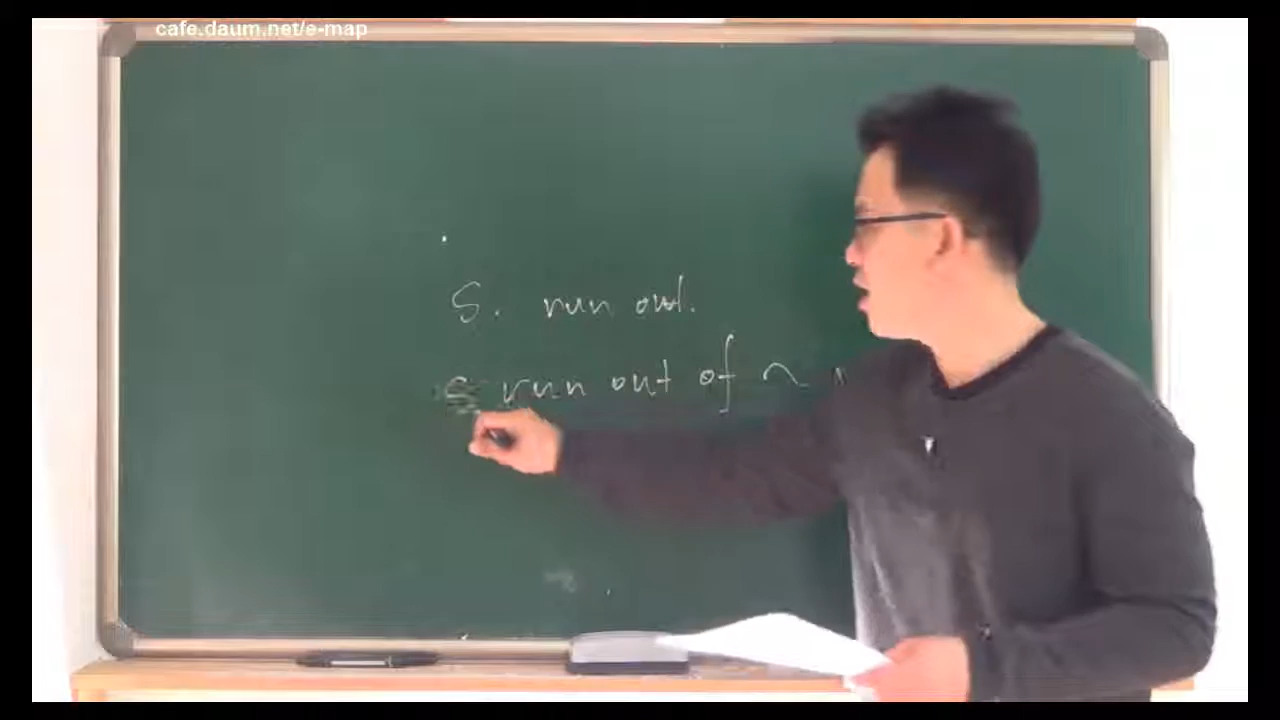 cafe.daum.net/e-map
S. run out.
S run out of ~